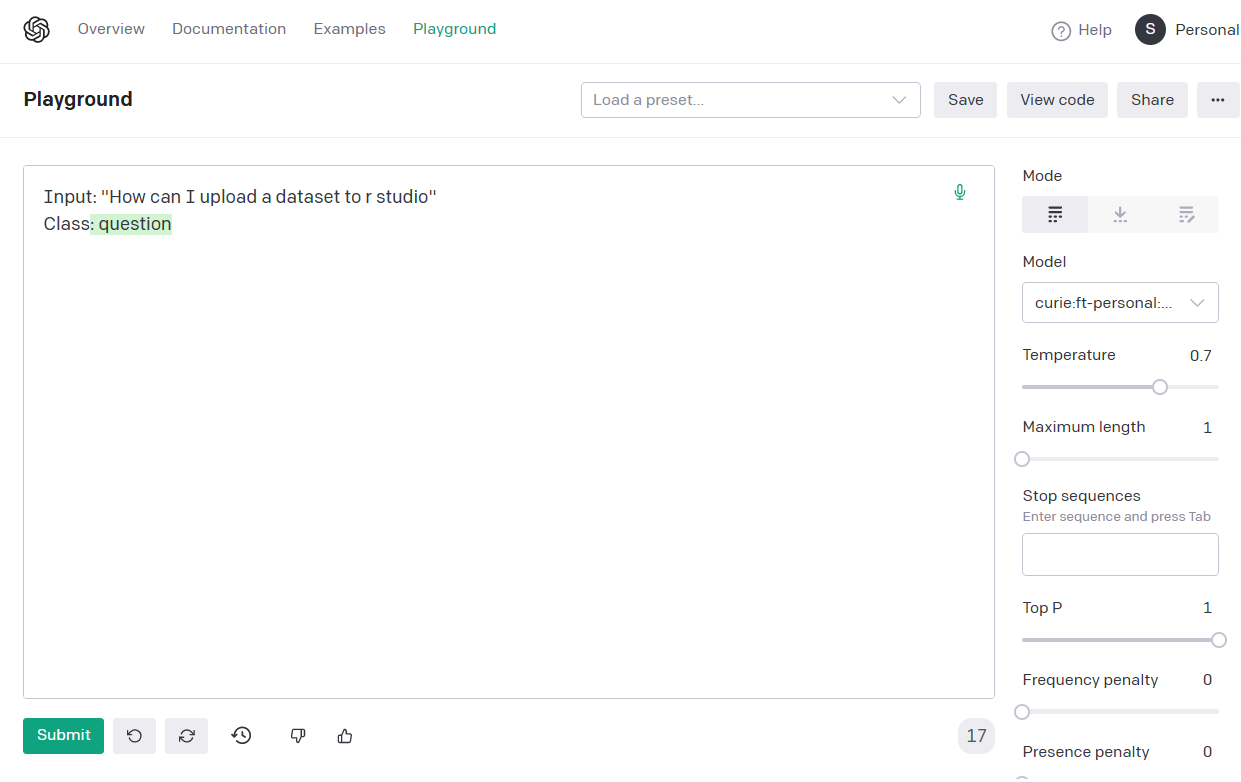 Overview Documentation Examples Playground Help S Personal
Playground Load a preset... Save View code Share ...
Input: "How can I upload a dataset to r studio"
Class: question
Mode
Model
curie:ft-personal:...
Temperature 0.7
Maximum length 1
Stop sequences
Enter sequence and press Tab
Top P 1
Frequency penalty 0
Presence penalty 0
Submit 17